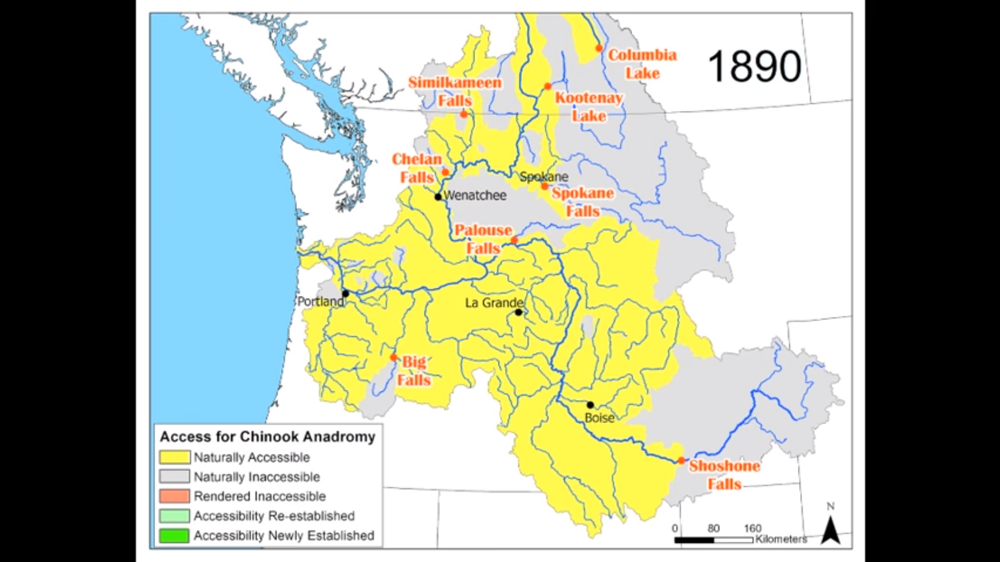 1890
Columbia
Lake
Similkameen
Falls
Kootenay
Lake
Chelan
Falls
Spokane
Spokane
Falls
Wenatchee
Palouse
Falls
Portland
La Grande
Big
Falls
Boise
Shoshone
Falls
Access for Chinook Anadromy
Naturally Accessible
Naturally Inaccessible
Rendered Inaccessible
Accessibility Re-established
Accessibility Newly Established
N
0 80 160
Kilometers